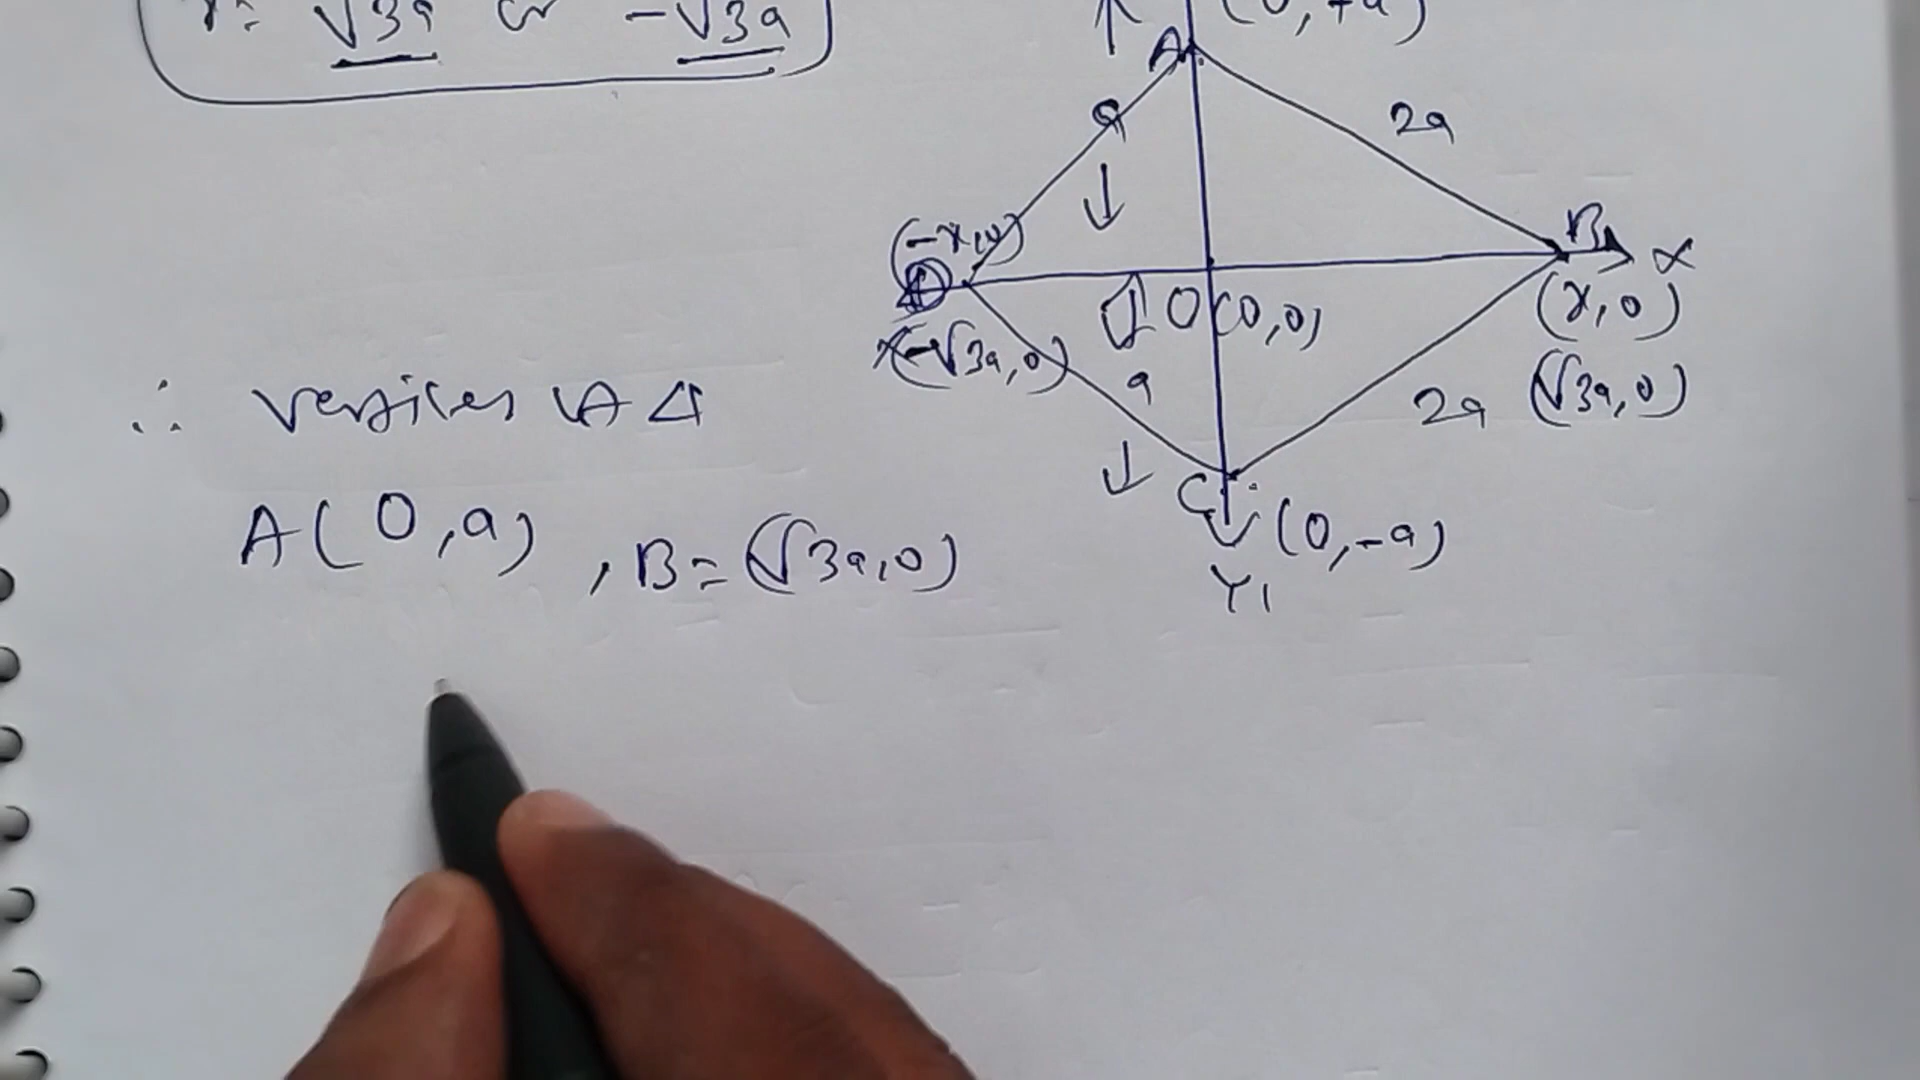 x = √3a or -√3a
(0, +a)
A
a
2a
(-x,0)
B
x
(x,0)
O (0,0)
(-√3a,0)
a
2a
(√3a,0)
∴ vertices
A(0,a), B=(√3a,0)
C
(0,-a)
Y1